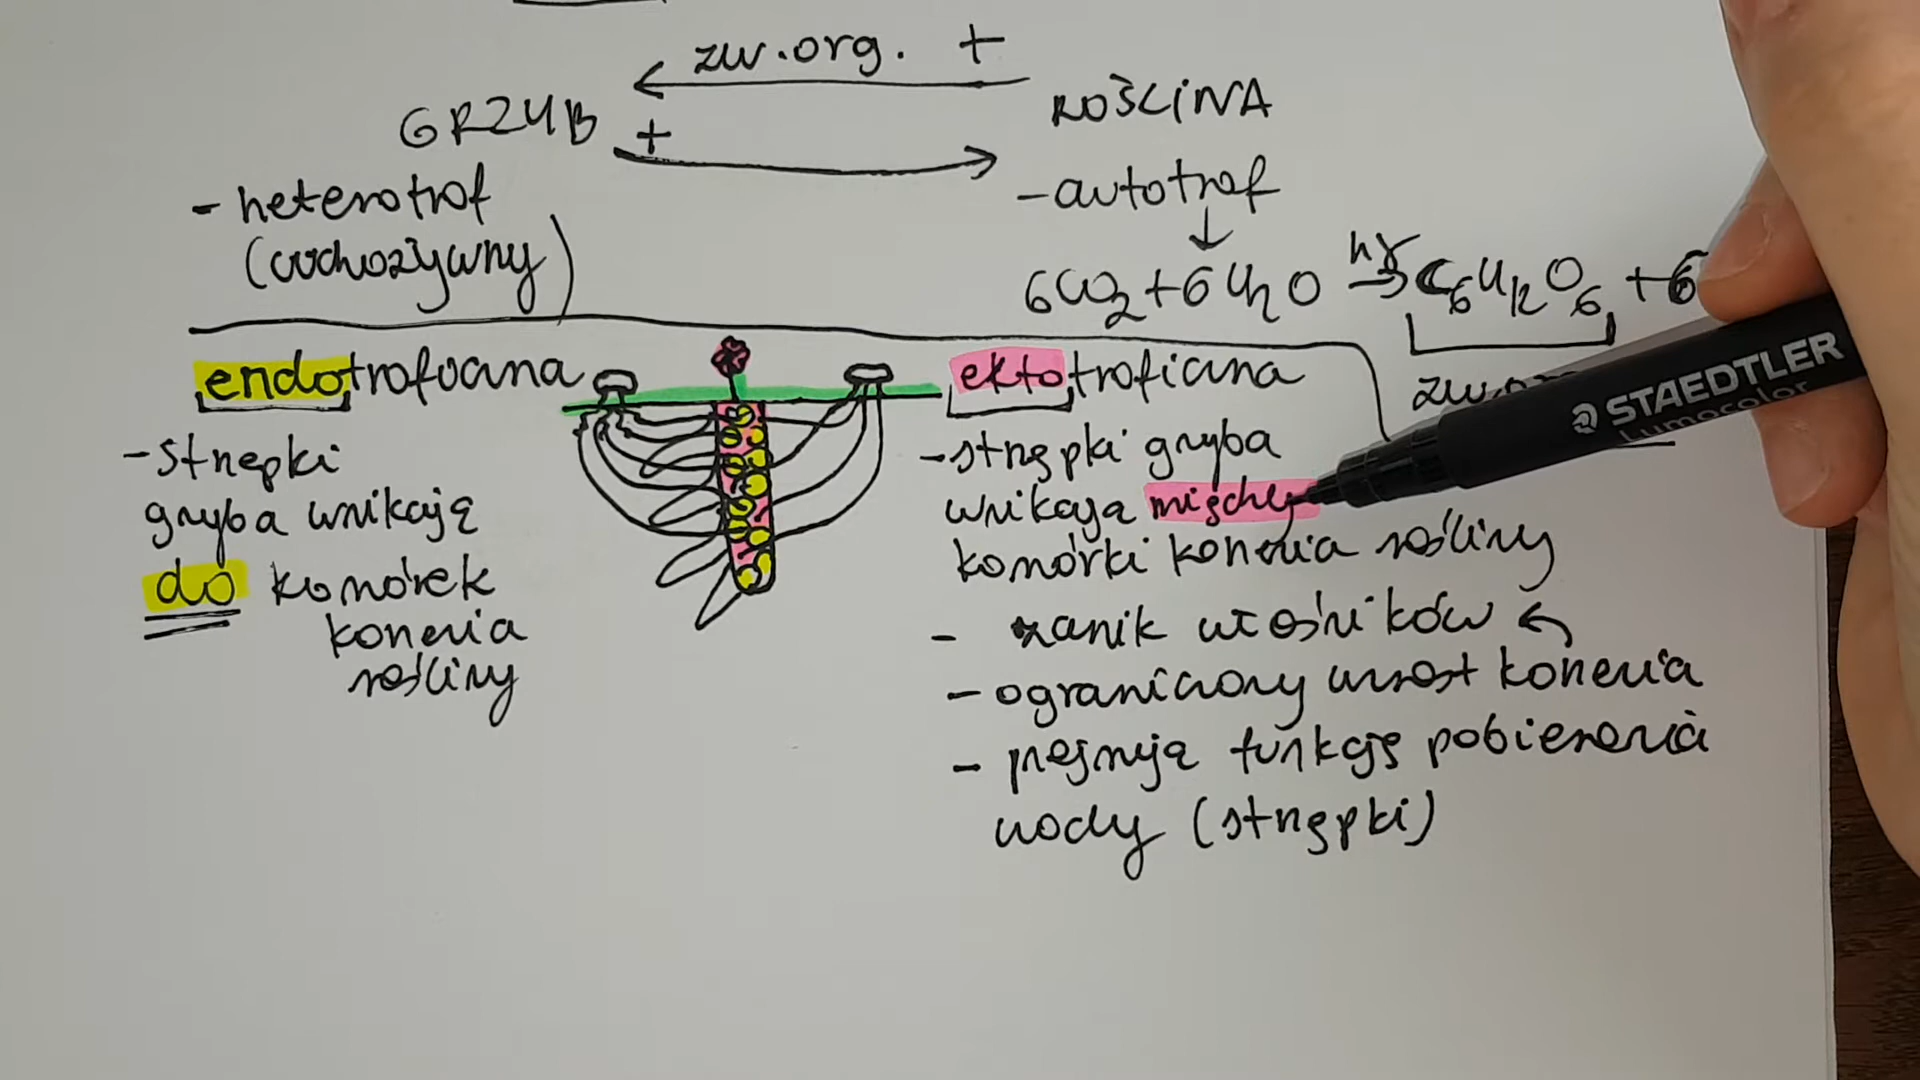 zw.org. +
GRZYB
+
ROŚLINA
- heterotrof
(cudzożywny)
- autotrof
↓
6CO2 + 6H2O hγ→ C6H12O6 + 6
endotroficzna
- strzępki
grzyba wnikają
do komórek
korzenia
rośliny
ektotroficzna
- strzępki grzyba
wnikają między
komórki korzenia rośliny
- zanik włośników
- ograniczony wzrost korzenia
- przejmują funkcję pobierania
wody (strzępki)
STAEDTLER
Lumocolor